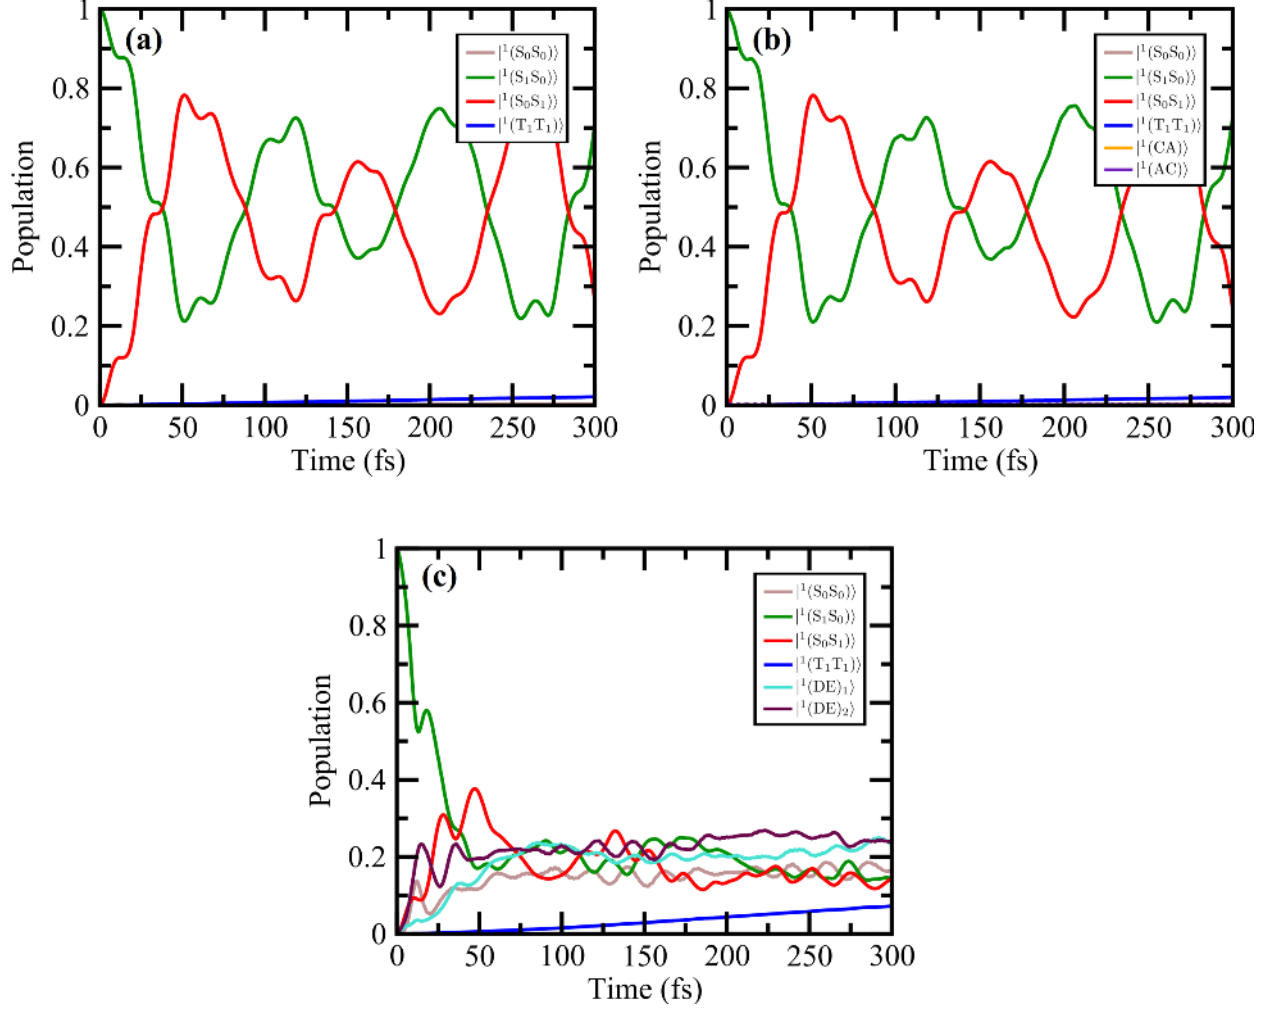 (a)
|¹(S₀S₀)⟩
|¹(S₁S₀)⟩
|¹(S₀S₁)⟩
|¹(T₁T₁)⟩
1
0.8
0.6
0.4
0.2
0
Population
0 50 100 150 200 250 300
Time (fs)
(b)
|¹(S₀S₀)⟩
|¹(S₁S₀)⟩
|¹(S₀S₁)⟩
|¹(T₁T₁)⟩
|¹(CA)⟩
|¹(AC)⟩
1
0.8
0.6
0.4
0.2
0
Population
0 50 100 150 200 250 300
Time (fs)
(c)
|¹(S₀S₀)⟩
|¹(S₁S₀)⟩
|¹(S₀S₁)⟩
|¹(T₁T₁)⟩
|¹(DE)₁⟩
|¹(DE)₂⟩
1
0.8
0.6
0.4
0.2
0
Population
0 50 100 150 200 250 300
Time (fs)